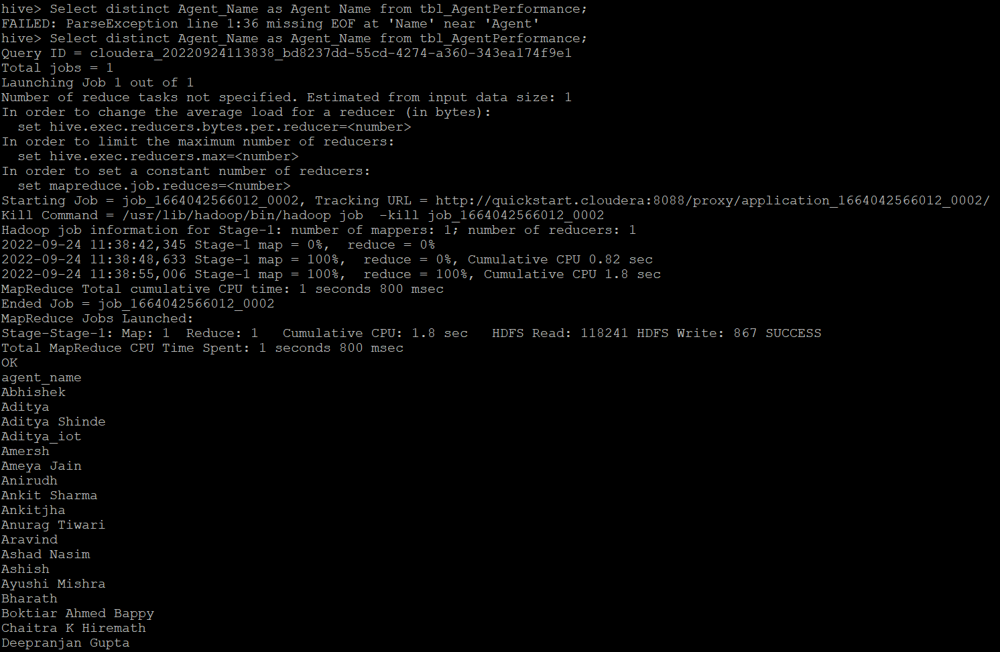 hive> Select distinct Agent_Name as Agent Name from tbl_AgentPerformance;
FAILED: ParseException line 1:36 missing EOF at 'Name' near 'Agent'
hive> Select distinct Agent_Name as Agent_Name from tbl_AgentPerformance;
Query ID = cloudera_20220924113838_bd8237dd-55cd-4274-a360-343ea174f9e1
Total jobs = 1
Launching Job 1 out of 1
Number of reduce tasks not specified. Estimated from input data size: 1
In order to change the average load for a reducer (in bytes):
  set hive.exec.reducers.bytes.per.reducer=<number>
In order to limit the maximum number of reducers:
  set hive.exec.reducers.max=<number>
In order to set a constant number of reducers:
  set mapreduce.job.reduces=<number>
Starting Job = job_1664042566012_0002, Tracking URL = http://quickstart.cloudera:8088/proxy/application_1664042566012_0002/
Kill Command = /usr/lib/hadoop/bin/hadoop job  -kill job_1664042566012_0002
Hadoop job information for Stage-1: number of mappers: 1; number of reducers: 1
2022-09-24 11:38:42,345 Stage-1 map = 0%,  reduce = 0%
2022-09-24 11:38:48,633 Stage-1 map = 100%,  reduce = 0%, Cumulative CPU 0.82 sec
2022-09-24 11:38:55,006 Stage-1 map = 100%,  reduce = 100%, Cumulative CPU 1.8 sec
MapReduce Total cumulative CPU time: 1 seconds 800 msec
Ended Job = job_1664042566012_0002
MapReduce Jobs Launched:
Stage-Stage-1: Map: 1  Reduce: 1   Cumulative CPU: 1.8 sec   HDFS Read: 118241 HDFS Write: 867 SUCCESS
Total MapReduce CPU Time Spent: 1 seconds 800 msec
OK
agent_name
Abhishek
Aditya
Aditya Shinde
Aditya_iot
Amersh
Ameya Jain
Anirudh
Ankit Sharma
Ankitjha
Anurag Tiwari
Aravind
Ashad Nasim
Ashish
Ayushi Mishra
Bharath
Boktiar Ahmed Bappy
Chaitra K Hiremath
Deepranjan Gupta